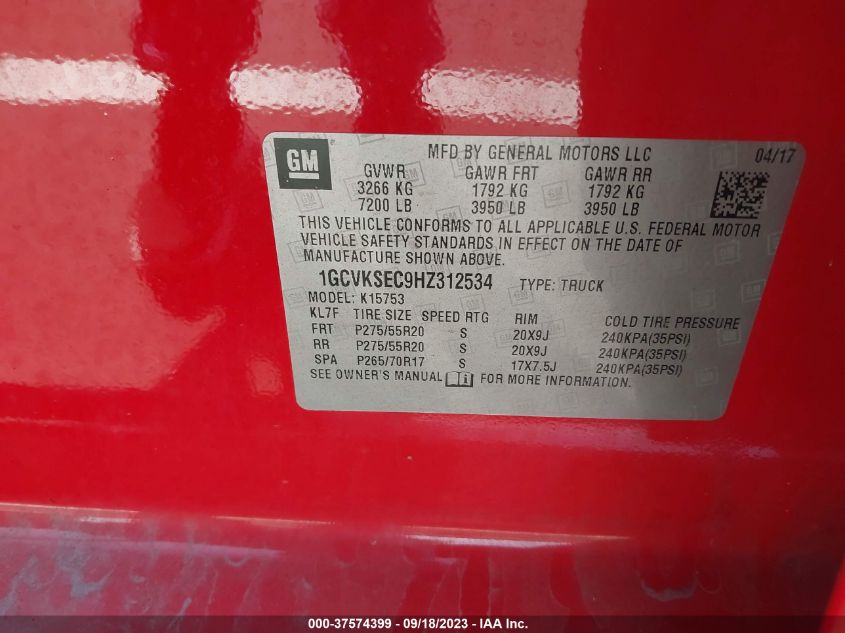 GM
MFD BY GENERAL MOTORS LLC 04/17
GVWR GAWR FRT GAWR RR
3266 KG 1792 KG 1792 KG
7200 LB 3950 LB 3950 LB
THIS VEHICLE CONFORMS TO ALL APPLICABLE U.S. FEDERAL MOTOR
VEHICLE SAFETY STANDARDS IN EFFECT ON THE DATE OF
MANUFACTURE SHOWN ABOVE.
1GCVKSEC9HZ312534 TYPE: TRUCK
MODEL: K15753
KL7F TIRE SIZE SPEED RTG RIM COLD TIRE PRESSURE
FRT P275/55R20 S 20X9J 240KPA(35PSI)
RR P275/55R20 S 20X9J 240KPA(35PSI)
SPA P265/70R17 S 17X7.5J 240KPA(35PSI)
SEE OWNER'S MANUAL FOR MORE INFORMATION.
000-37574399 - 09/18/2023 - IAAI Inc.